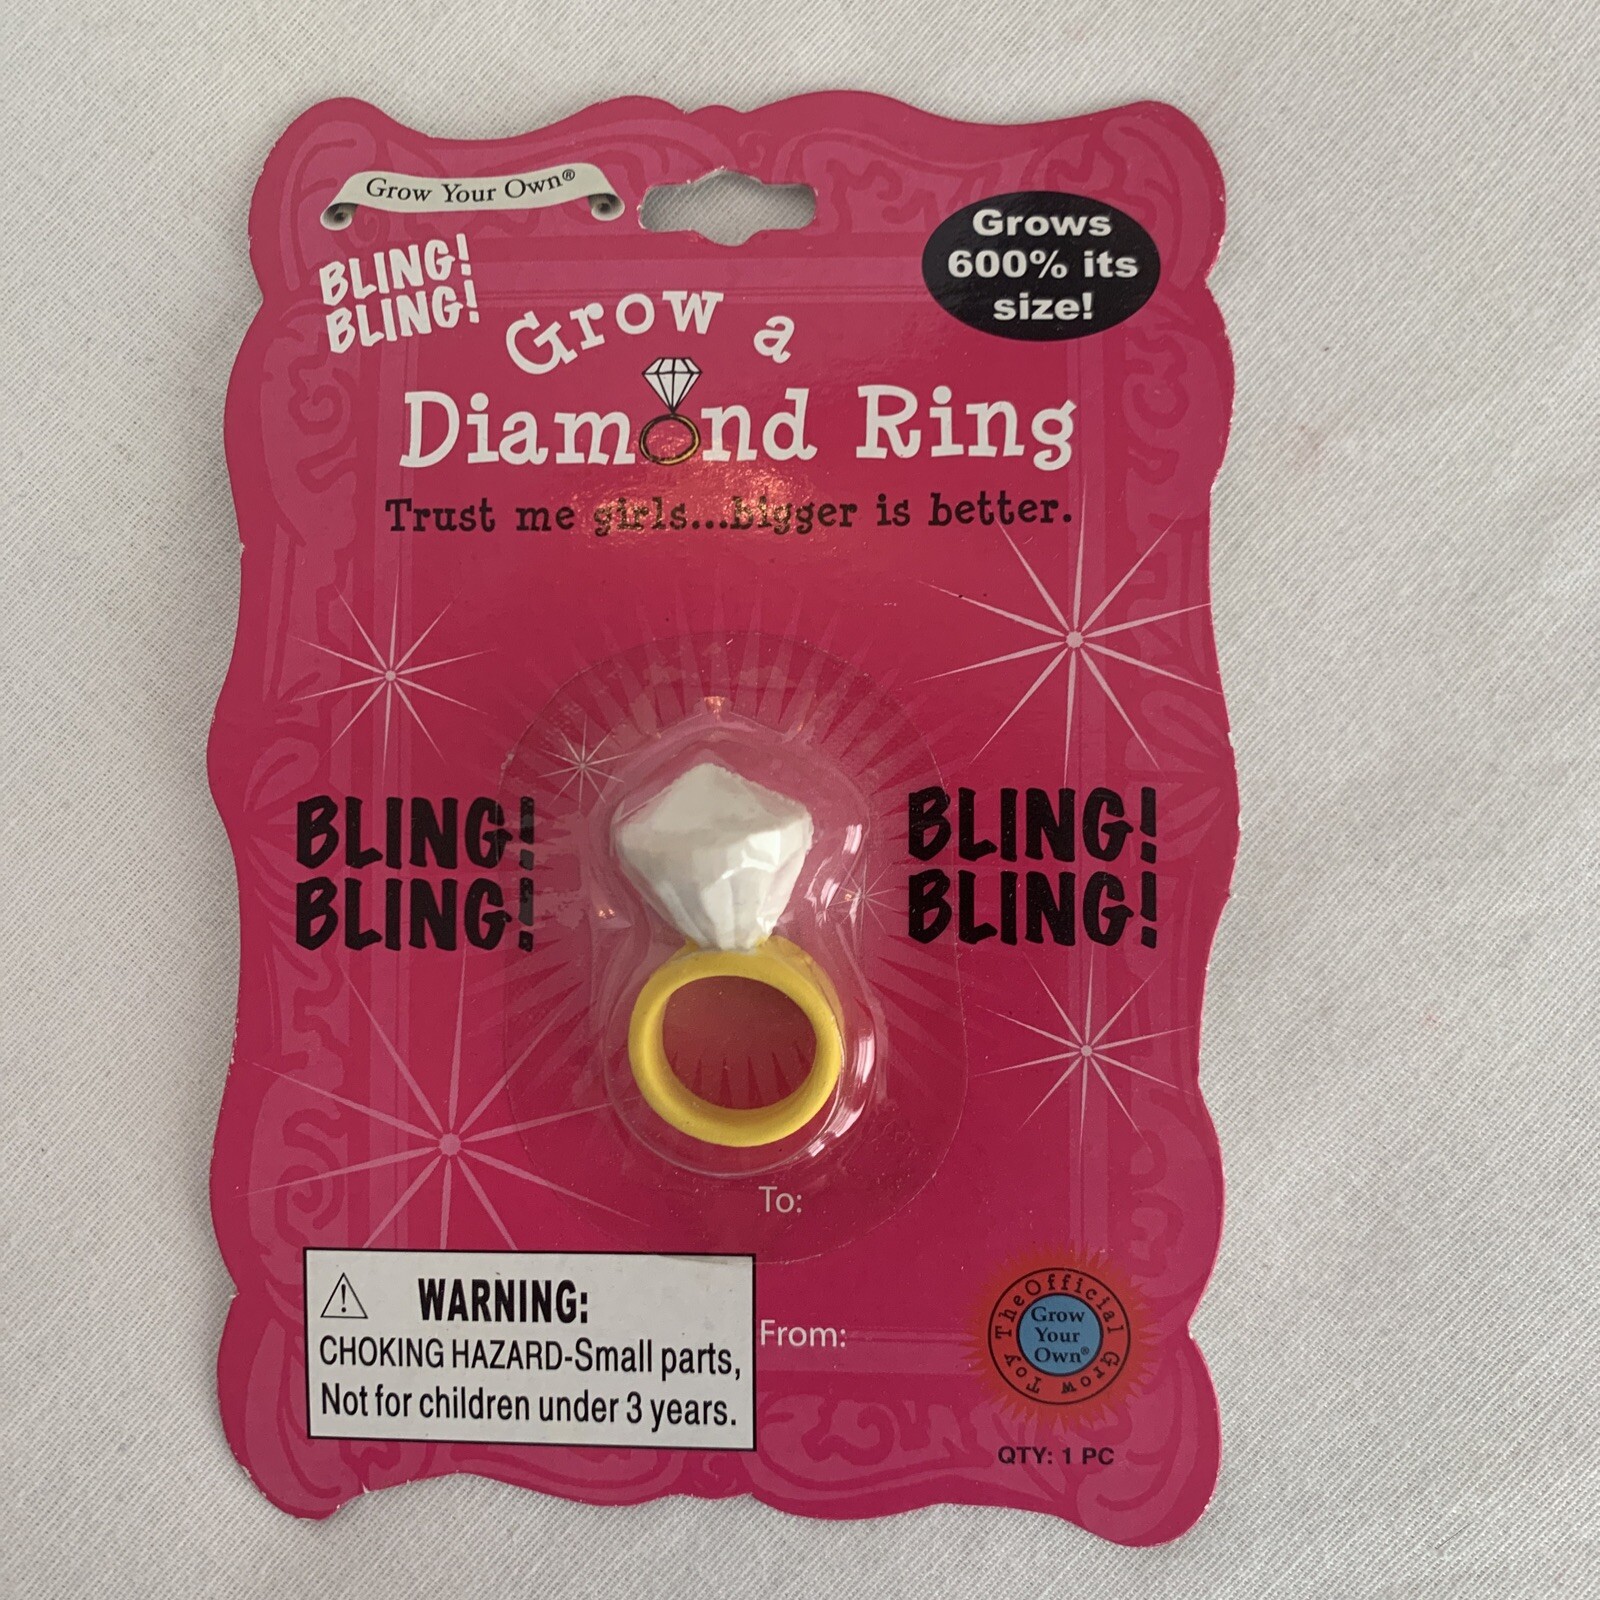 Grow Your Own®
BLING!
BLING!
Grows
600% its
size!
Grow a
Diamond Ring
Trust me girls...bigger is better.
BLING!
BLING!
BLING!
BLING!
To:
WARNING:
CHOKING HAZARD-Small parts,
Not for children under 3 years.
From:
The Official Grow Toy
Grow
Your
Own®
QTY: 1 PC